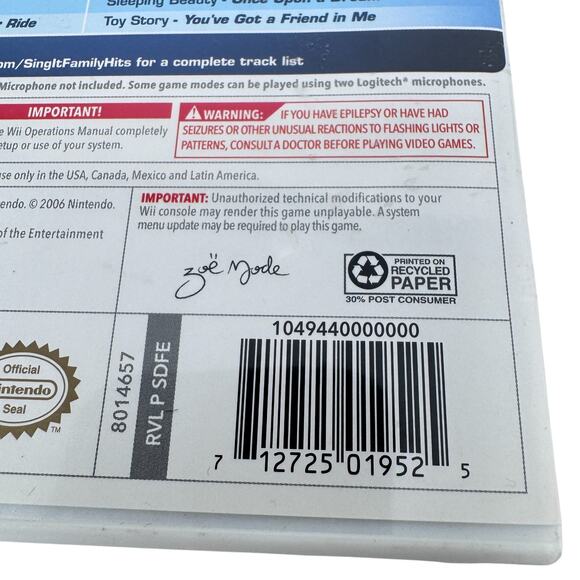 Sleeping Beauty - Once Upon a Dream
Ride
Toy Story - You've Got a Friend in Me
com/SingItFamilyHits for a complete track list
Microphone not included. Some game modes can be played using two Logitech® microphones.
IMPORTANT!
e Wii Operations Manual completely
etup or use of your system.
WARNING: IF YOU HAVE EPILEPSY OR HAVE HAD
SEIZURES OR OTHER UNUSUAL REACTIONS TO FLASHING LIGHTS OR
PATTERNS, CONSULT A DOCTOR BEFORE PLAYING VIDEO GAMES.
use only in the USA, Canada, Mexico and Latin America.
endo. © 2006 Nintendo.
of the Entertainment
IMPORTANT: Unauthorized technical modifications to your
Wii console may render this game unplayable. A system
menu update may be required to play this game.
zoë mode
PRINTED ON
RECYCLED
PAPER
30% POST CONSUMER
Official
Nintendo
Seal
TM
8014657
RVL P SDFE
1049440000000
7 12725 01952 5